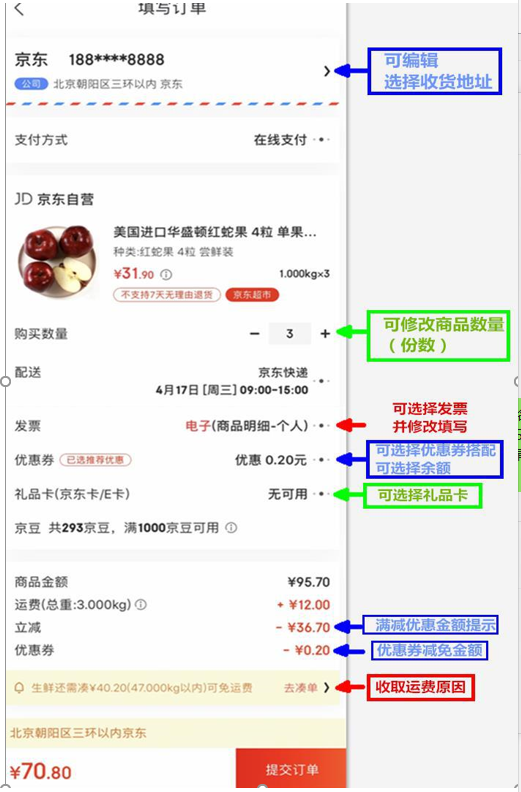 填写订单
京东 188****8888
公司 北京朝阳区三环以内 京东
可编辑
选择收货地址
支付方式 在线支付
JD 京东自营
美国进口华盛顿红蛇果 4粒 单果...
种类:红蛇果 4粒 尝鲜装
¥31.90 1.000kg×3
不支持7天无理由退货 京东超市
购买数量 − 3 +
可修改商品数量
（份数）
配送 京东快递
4月17日 [周三] 09:00-15:00
发票 电子(商品明细-个人)
可选择发票
并修改填写
优惠券 已选推荐优惠 优惠 0.20元
可选择优惠券搭配
可选择余额
礼品卡(京东卡/E卡) 无可用
可选择礼品卡
京豆 共293京豆，满1000京豆可用
商品金额 ¥95.70
运费(总重:3.000kg) + ¥12.00
立减 − ¥36.70
满减优惠金额提示
优惠券 − ¥0.20
优惠券减免金额
生鲜还需凑¥40.20(47.000kg以内)可免运费 去凑单
收取运费原因
北京朝阳区三环以内京东
¥70.80 提交订单